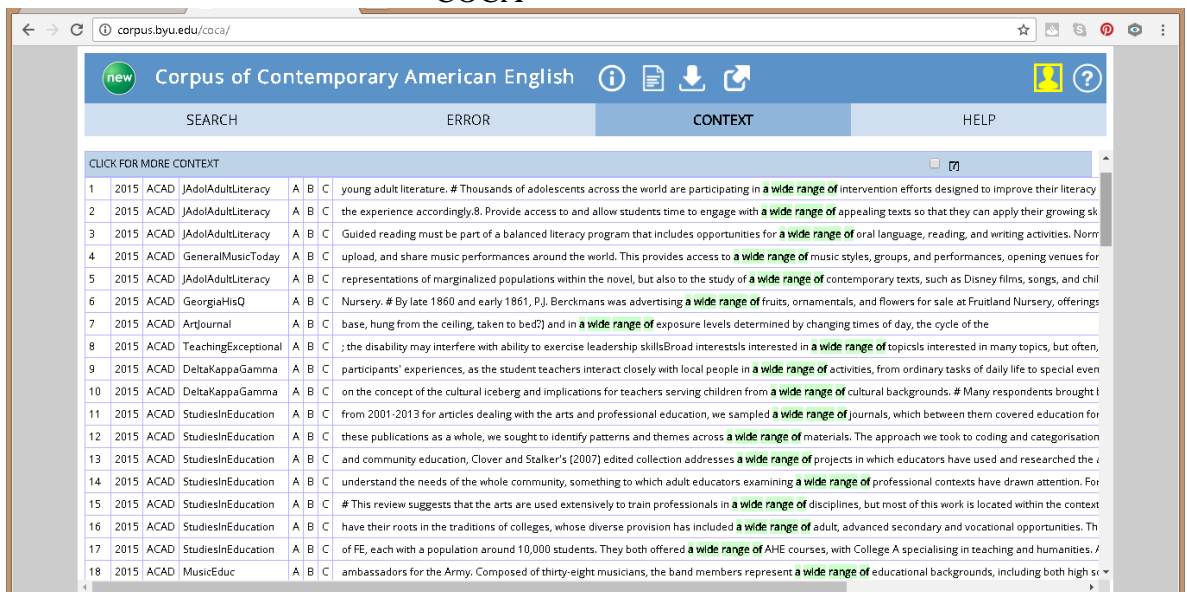 COCA
corpus.byu.edu/coca/
new Corpus of Contemporary American English
SEARCH ERROR CONTEXT HELP
CLICK FOR MORE CONTEXT [?]
1 2015 ACAD JAdolAdultLiteracy A B C young adult literature. # Thousands of adolescents across the world are participating in a wide range of intervention efforts designed to improve their literacy
2 2015 ACAD JAdolAdultLiteracy A B C the experience accordingly.8. Provide access to and allow students time to engage with a wide range of appealing texts so that they can apply their growing sk
3 2015 ACAD JAdolAdultLiteracy A B C Guided reading must be part of a balanced literacy program that includes opportunities for a wide range of oral language, reading, and writing activities. Norm
4 2015 ACAD GeneralMusicToday A B C upload, and share music performances around the world. This provides access to a wide range of music styles, groups, and performances, opening venues for
5 2015 ACAD JAdolAdultLiteracy A B C representations of marginalized populations within the novel, but also to the study of a wide range of contemporary texts, such as Disney films, songs, and chil
6 2015 ACAD GeorgiaHisQ A B C Nursery. # By late 1860 and early 1861, P.J. Berckmans was advertising a wide range of fruits, ornamentals, and flowers for sale at Fruitland Nursery, offerings
7 2015 ACAD ArtJournal A B C base, hung from the ceiling, taken to bed?) and in a wide range of exposure levels determined by changing times of day, the cycle of the
8 2015 ACAD TeachingExceptional A B C ; the disability may interfere with ability to exercise leadership skillsBroad interestsIs interested in a wide range of topicsIs interested in many topics, but often,
9 2015 ACAD DeltaKappaGamma A B C participants' experiences, as the student teachers interact closely with local people in a wide range of activities, from ordinary tasks of daily life to special even
10 2015 ACAD DeltaKappaGamma A B C on the concept of the cultural iceberg and implications for teachers serving children from a wide range of cultural backgrounds. # Many respondents brought
11 2015 ACAD StudiesInEducation A B C from 2001-2013 for articles dealing with the arts and professional education, we sampled a wide range of journals, which between them covered education for
12 2015 ACAD StudiesInEducation A B C these publications as a whole, we sought to identify patterns and themes across a wide range of materials. The approach we took to coding and categorisation
13 2015 ACAD StudiesInEducation A B C and community education, Clover and Stalker's (2007) edited collection addresses a wide range of projects in which educators have used and researched the
14 2015 ACAD StudiesInEducation A B C understand the needs of the whole community, something to which adult educators examining a wide range of professional contexts have drawn attention. For
15 2015 ACAD StudiesInEducation A B C # This review suggests that the arts are used extensively to train professionals in a wide range of disciplines, but most of this work is located within the context
16 2015 ACAD StudiesInEducation A B C have their roots in the traditions of colleges, whose diverse provision has included a wide range of adult, advanced secondary and vocational opportunities. Th
17 2015 ACAD StudiesInEducation A B C of FE, each with a population around 10,000 students. They both offered a wide range of AHE courses, with College A specialising in teaching and humanities. A
18 2015 ACAD MusicEduc A B C ambassadors for the Army. Composed of thirty-eight musicians, the band members represent a wide range of educational backgrounds, including both high sc